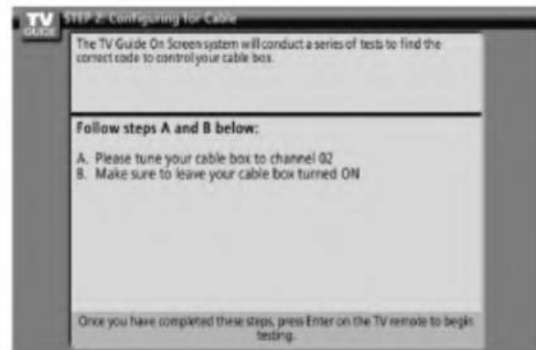 TV
GUIDE
STEP 2: Configuring for Cable
The TV Guide On Screen system will conduct a series of tests to find the
correct code to control your cable box.
Follow steps A and B below:
A. Please tune your cable box to channel 02
B. Make sure to leave your cable box turned ON
Once you have completed these steps, press Enter on the TV remote to begin
testing.